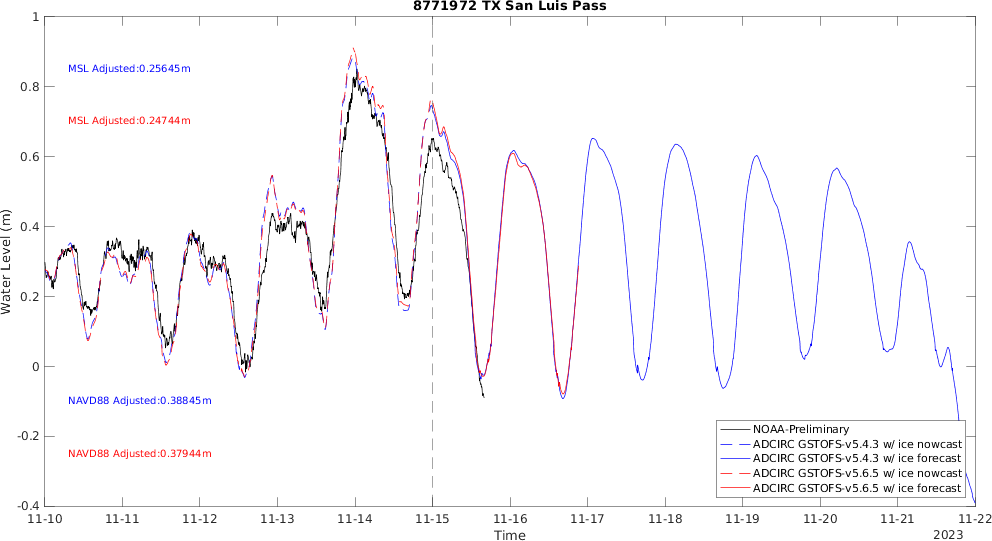 8771972 TX San Luis Pass
1
0.8
0.6
0.4
0.2
0
-0.2
-0.4
Water Level (m)
MSL Adjusted:0.25645m
MSL Adjusted:0.24744m
NAVD88 Adjusted:0.38845m
NAVD88 Adjusted:0.37944m
NOAA-Preliminary
ADCIRC GSTOFS-v5.4.3 w/ ice nowcast
ADCIRC GSTOFS-v5.4.3 w/ ice forecast
ADCIRC GSTOFS-v5.6.5 w/ ice nowcast
ADCIRC GSTOFS-v5.6.5 w/ ice forecast
11-10 11-11 11-12 11-13 11-14 11-15 11-16 11-17 11-18 11-19 11-20 11-21 11-22
Time
2023